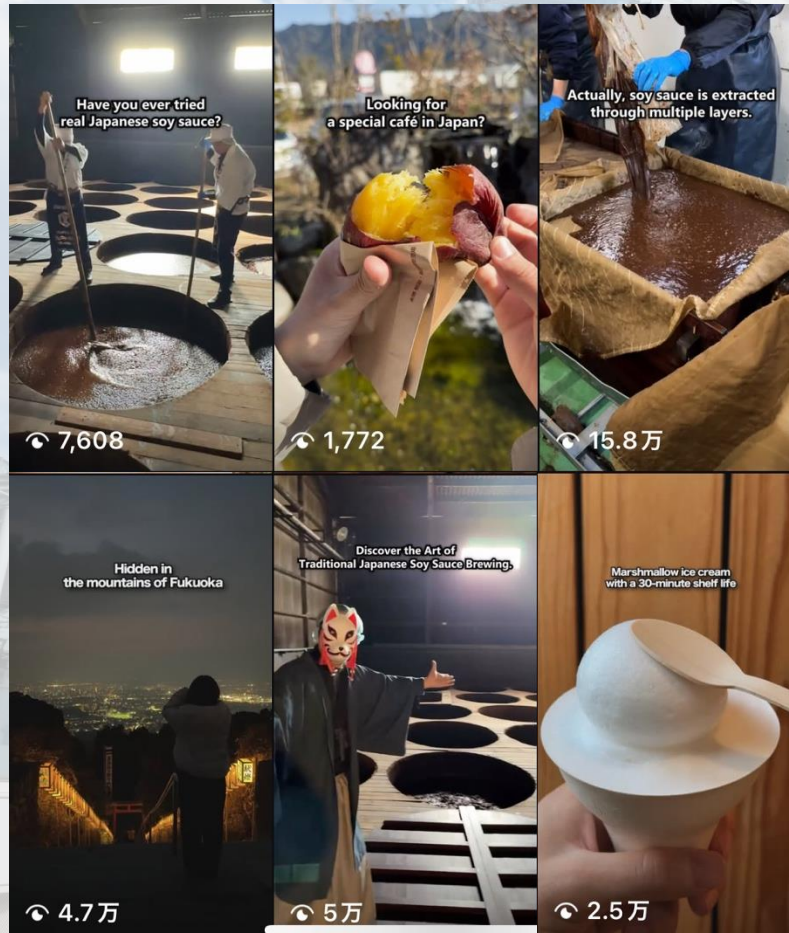 Have you ever tried
real Japanese soy sauce?
Looking for
a special café in Japan?
Actually, soy sauce is extracted
through multiple layers.
7,608
1,772
15.8万
Hidden in
the mountains of Fukuoka
Discover the Art of
Traditional Japanese Soy Sauce Brewing.
Marshmallow ice cream
with a 30-minute shelf life
4.7万
5万
2.5万